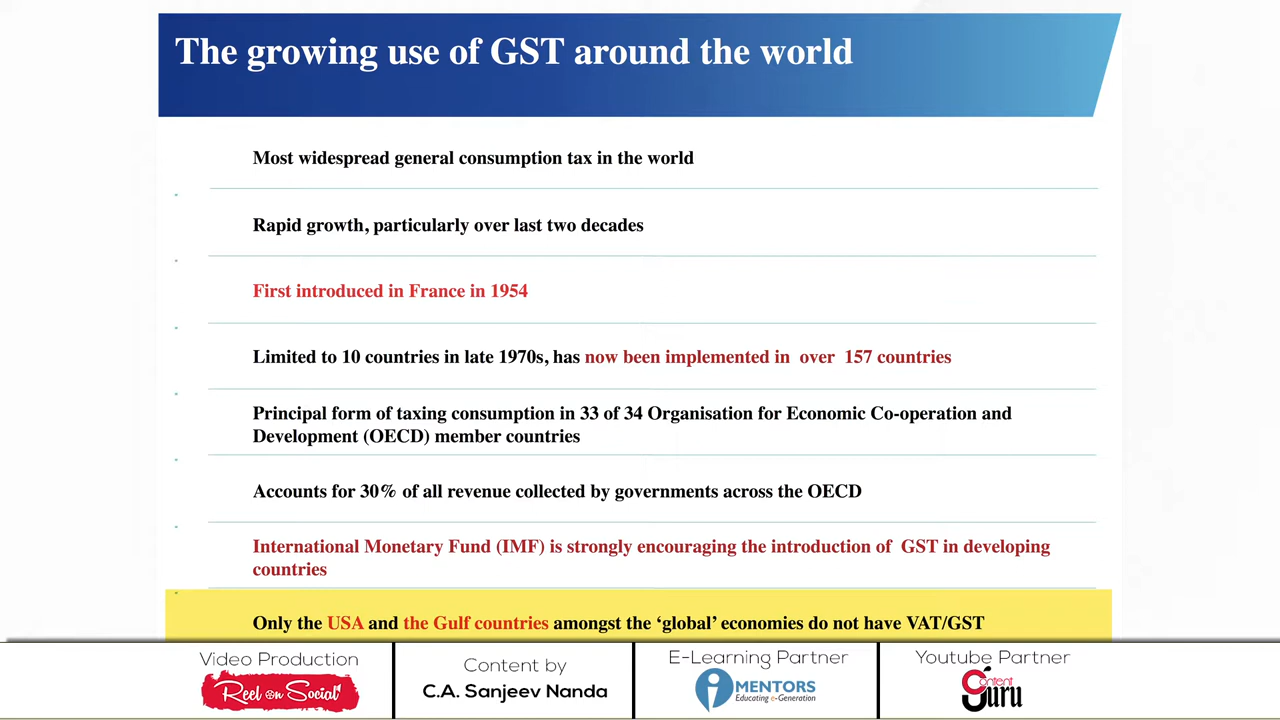 The growing use of GST around the world
Most widespread general consumption tax in the world
Rapid growth, particularly over last two decades
First introduced in France in 1954
Limited to 10 countries in late 1970s, has now been implemented in over 157 countries
Principal form of taxing consumption in 33 of 34 Organisation for Economic Co-operation and
Development (OECD) member countries
Accounts for 30% of all revenue collected by governments across the OECD
International Monetary Fund (IMF) is strongly encouraging the introduction of GST in developing
countries
Only the USA and the Gulf countries amongst the ‘global’ economies do not have VAT/GST
Video Production
Reel on Social
Content by
C.A. Sanjeev Nanda
E-Learning Partner
iMENTORS
Educating e-Generation
Youtube Partner
Content
Guru